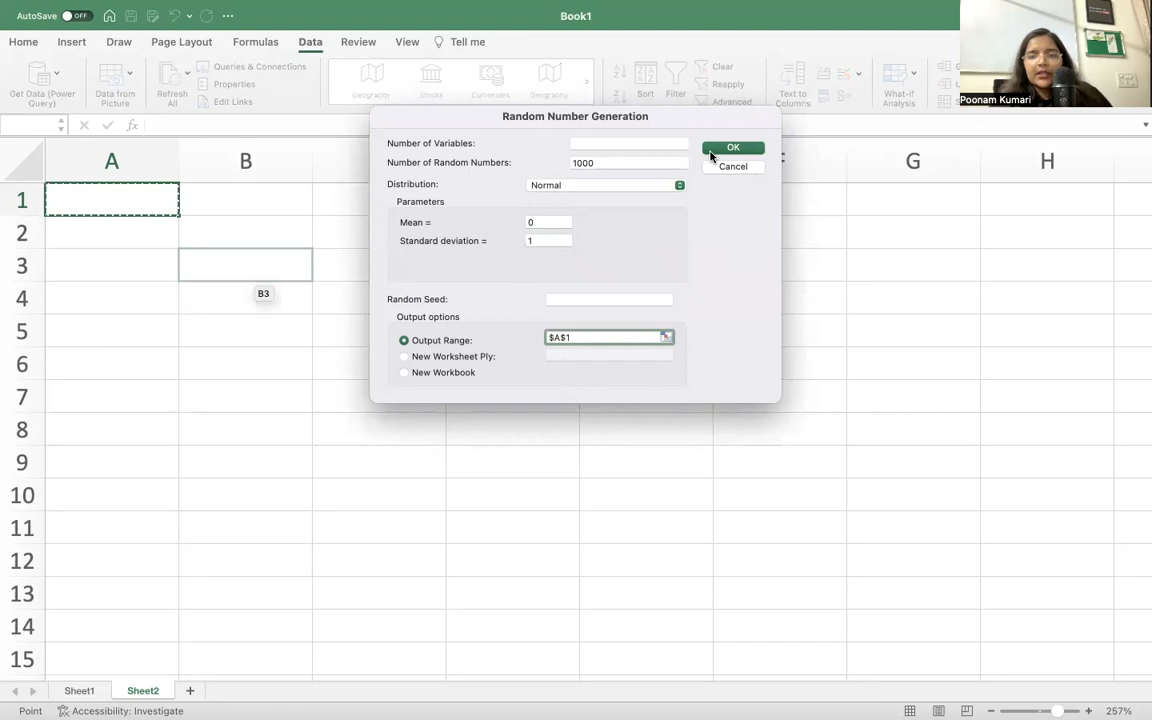 AutoSave OFF
Book1
Home Insert Draw Page Layout Formulas Data Review View Tell me
Get Data (Power Query)
Data from Picture
Refresh All
Queries & Connections
Properties
Edit Links
Geography
Stocks
Currencies
Geography
Sort
Filter
Clear
Reapply
Advanced
Text to Columns
What-if Analysis
Poonam Kumari
fx
Random Number Generation
Number of Variables:
OK
Number of Random Numbers: 1000
Cancel
Distribution: Normal
Parameters
Mean = 0
Standard deviation = 1
Random Seed:
Output options
Output Range: $A$1
New Worksheet Ply:
New Workbook
A B F G H
1
2
3
B3
4
5
6
7
8
9
10
11
12
13
14
15
Sheet1 Sheet2
Point Accessibility: Investigate 257%